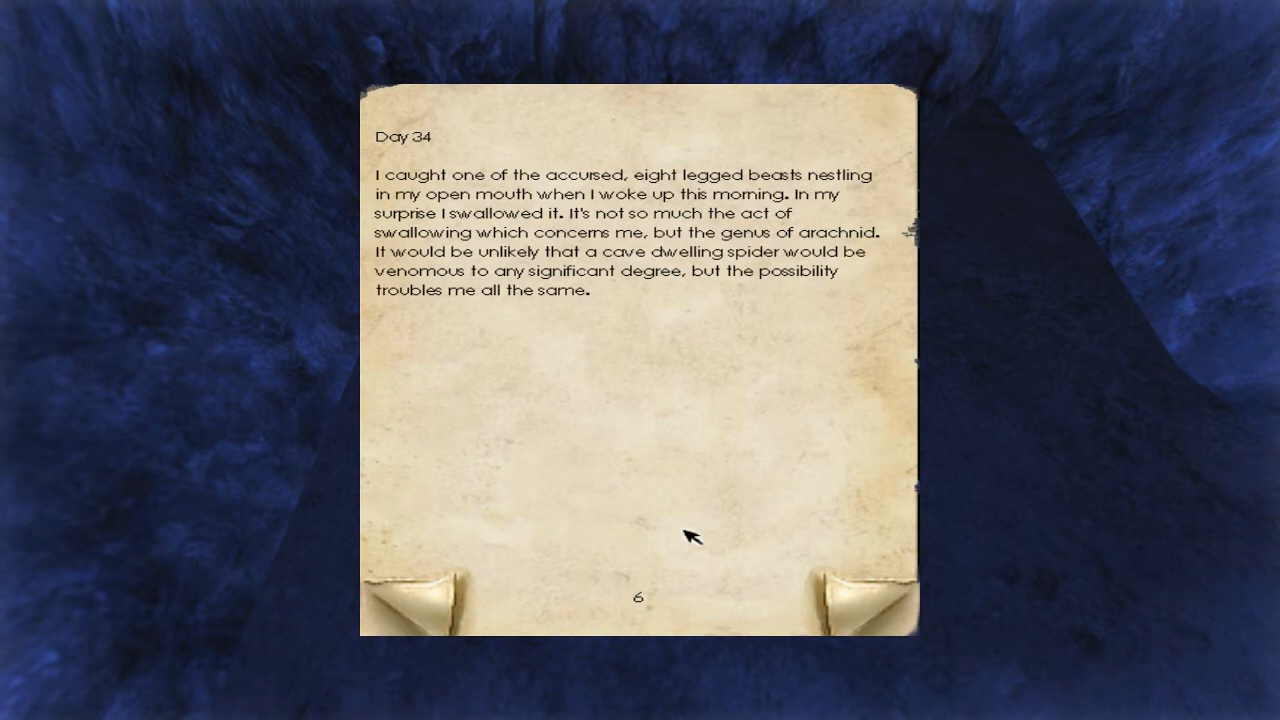 Day 34
I caught one of the accursed, eight legged beasts nestling
in my open mouth when I woke up this morning. In my
surprise I swallowed it. It's not so much the act of
swallowing which concerns me, but the genus of arachnid.
It would be unlikely that a cave dwelling spider would be
venomous to any significant degree, but the possibility
troubles me all the same.
6